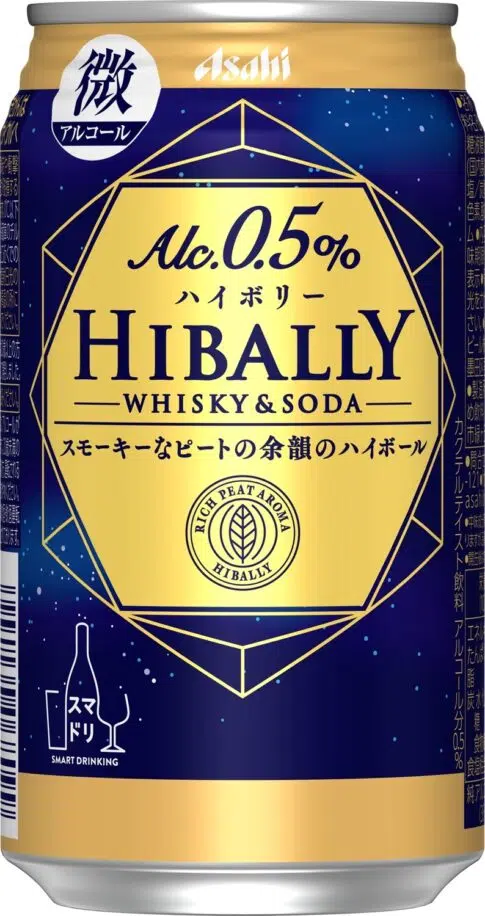 Asahi
微
アルコール
Alc.0.5%
ハイボリー
HIBALLY
WHISKY & SODA
スモーキーなピートの余韻のハイボール
RICH PEAT AROMA
HIBALLY
スマ
ドリ
SMART DRINKING
カクテルテイスト飲料 アルコール分0.5%